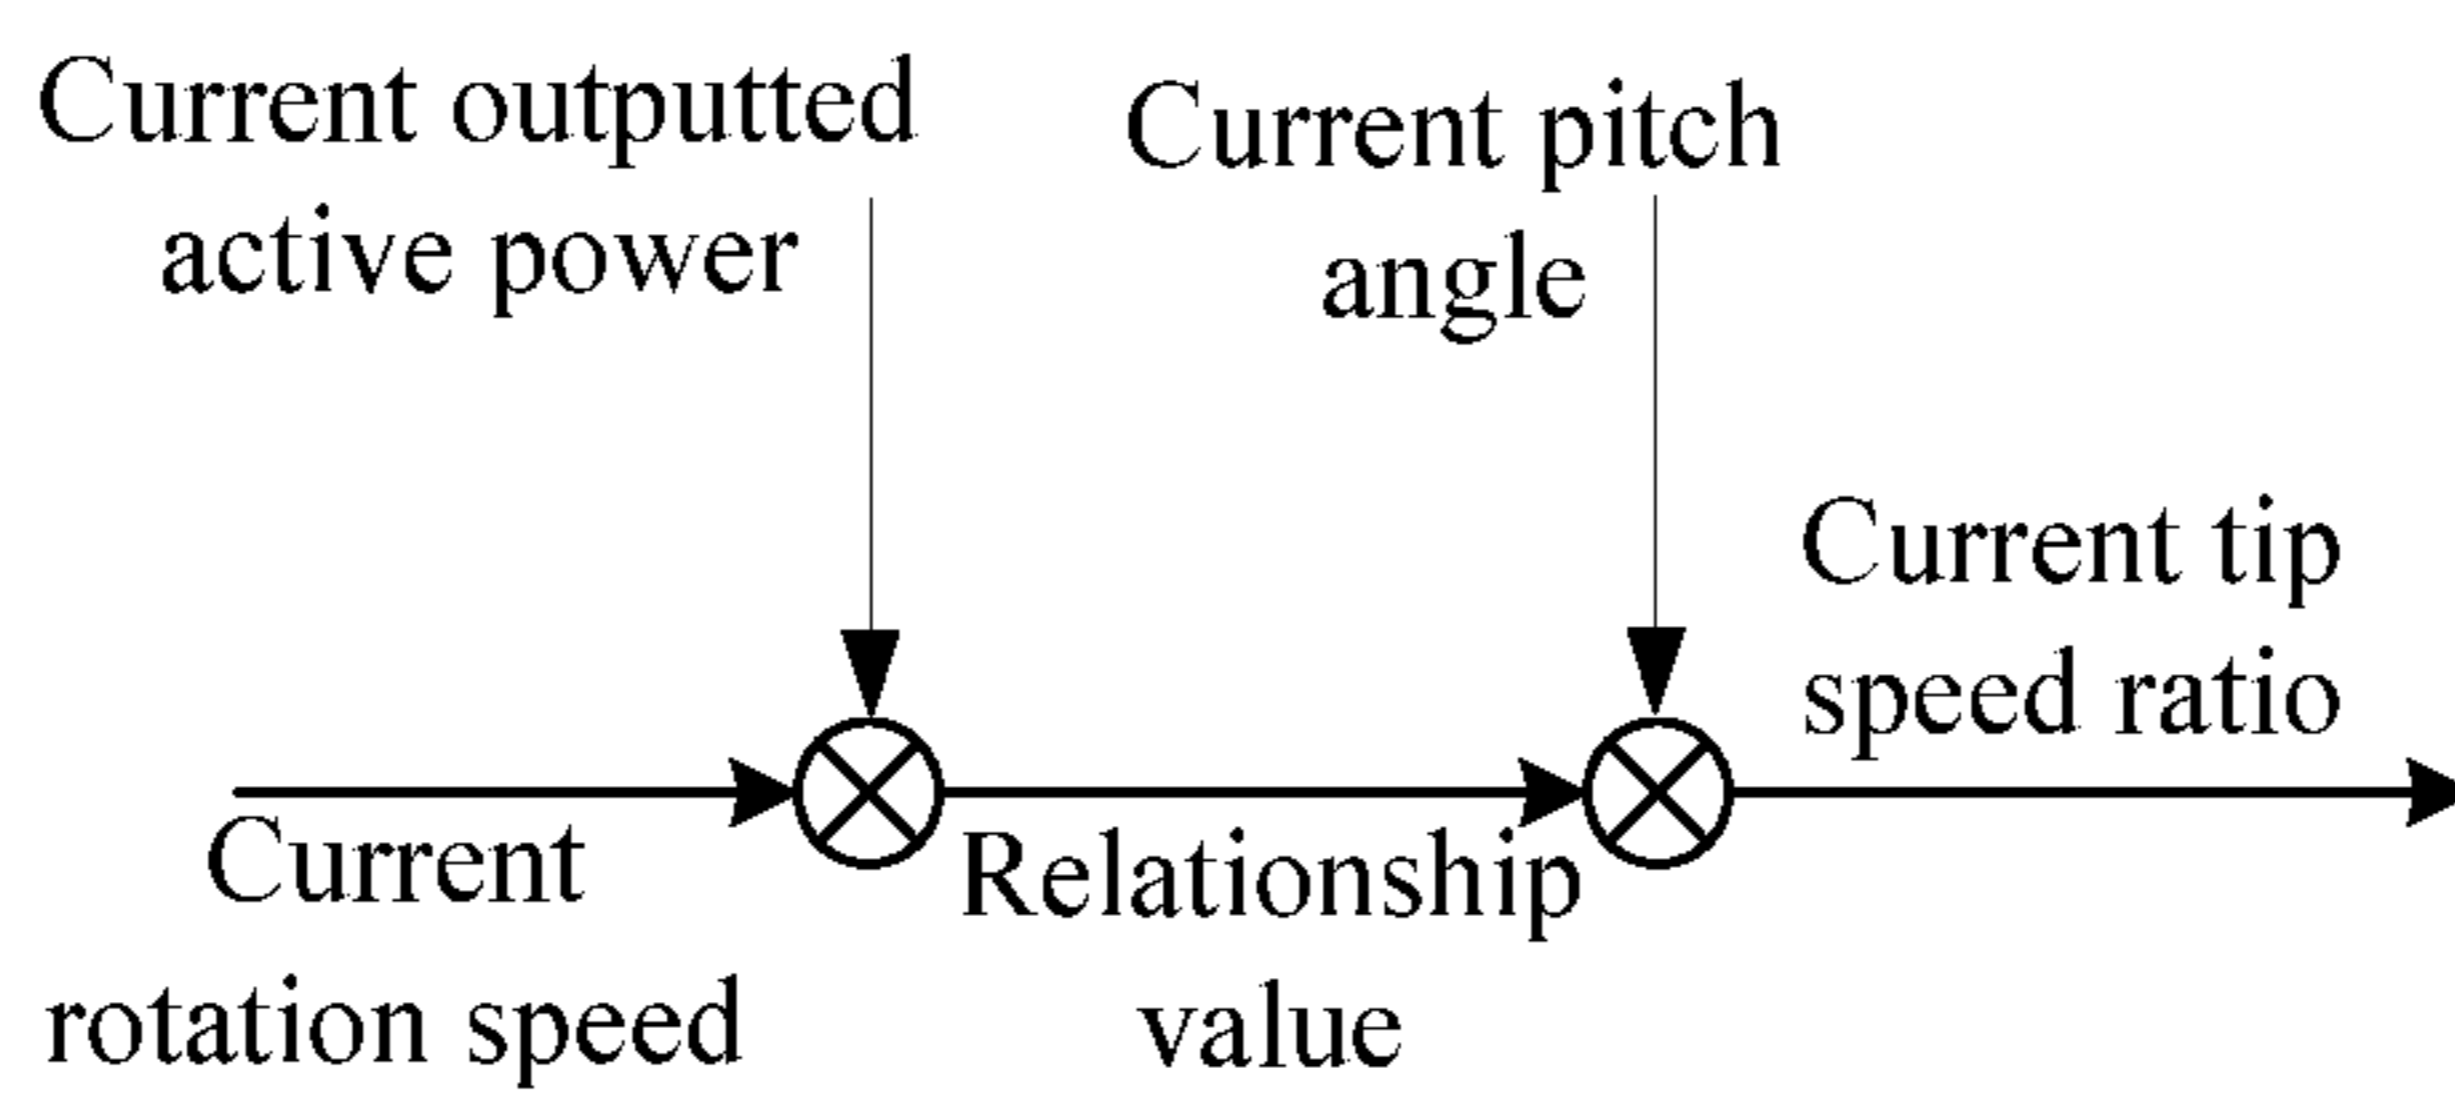 Current outputted
active power
Current pitch
angle
Current tip
speed ratio
Current
rotation speed
Relationship
value